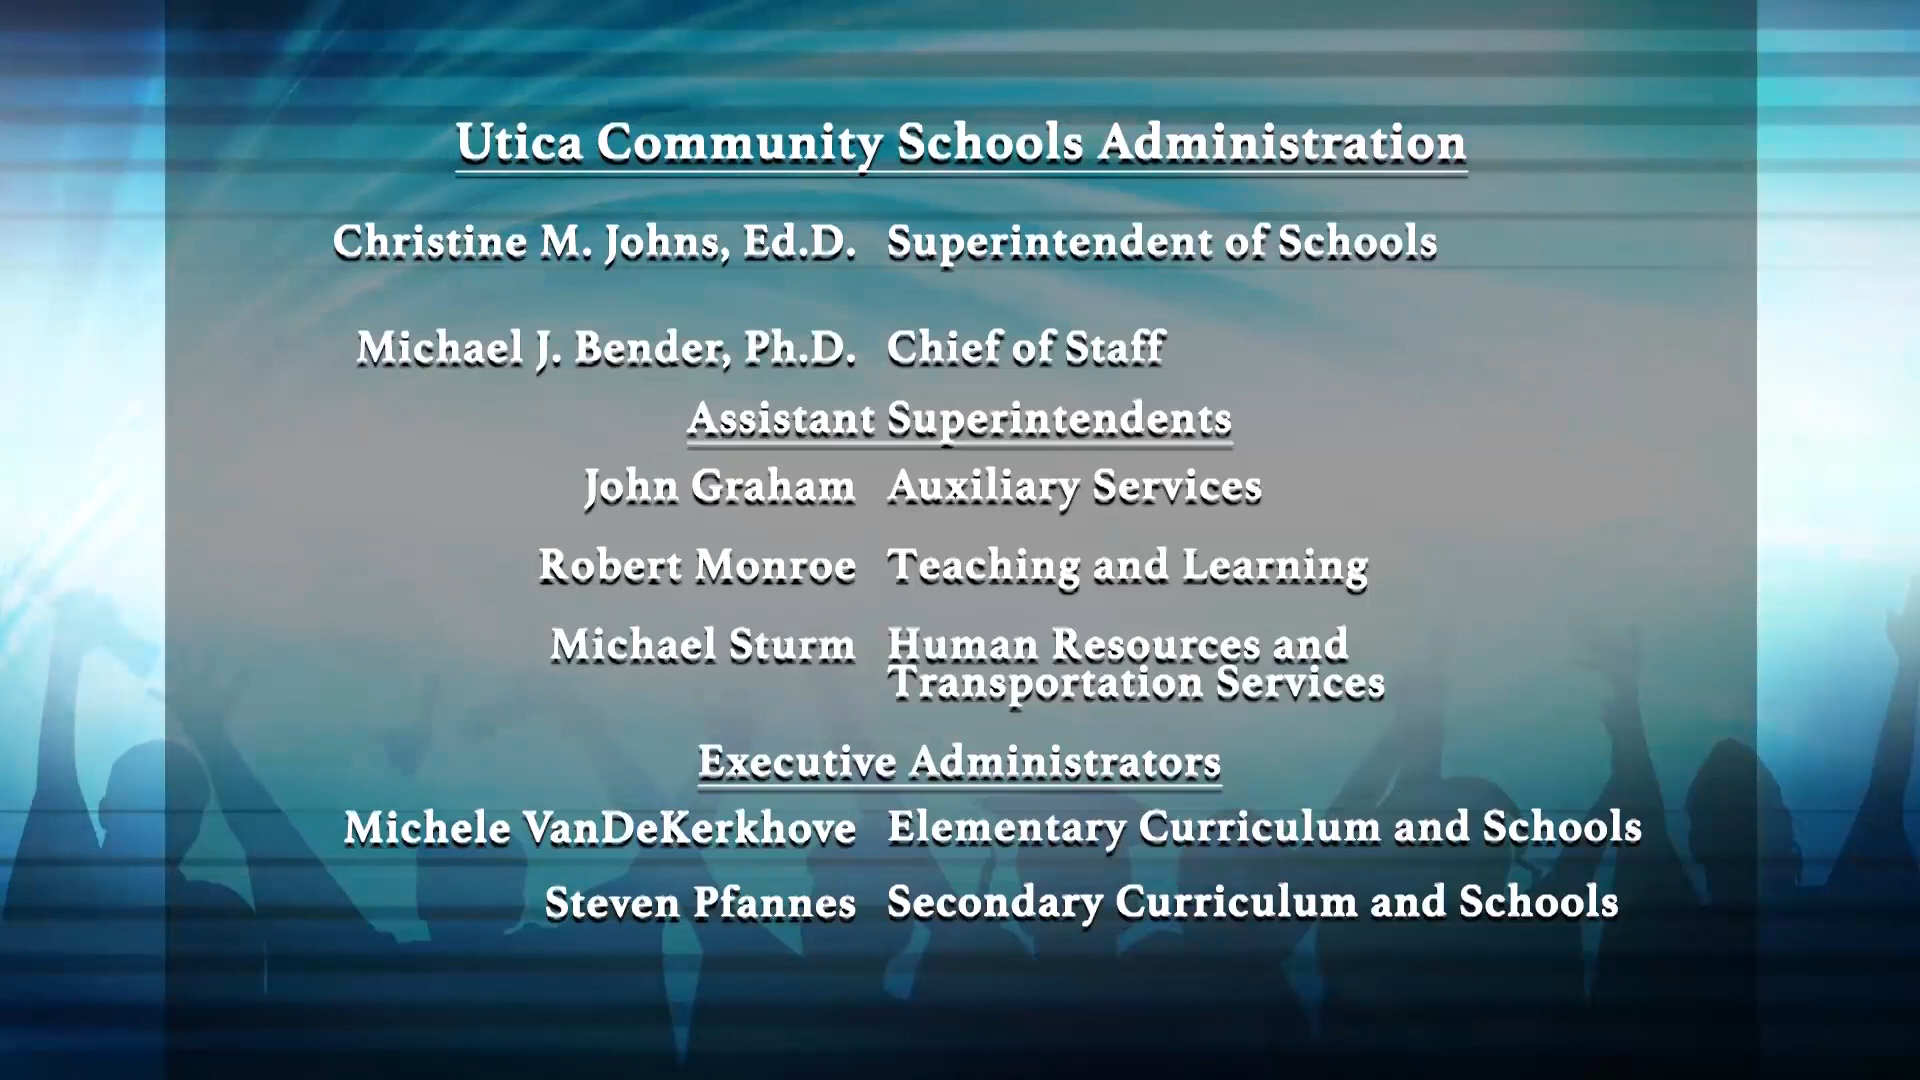 Utica Community Schools Administration
Christine M. Johns, Ed.D. Superintendent of Schools
Michael J. Bender, Ph.D. Chief of Staff
Assistant Superintendents
John Graham Auxiliary Services
Robert Monroe Teaching and Learning
Michael Sturm Human Resources and
Transportation Services
Executive Administrators
Michele VanDeKerkhove Elementary Curriculum and Schools
Steven Pfannes Secondary Curriculum and Schools